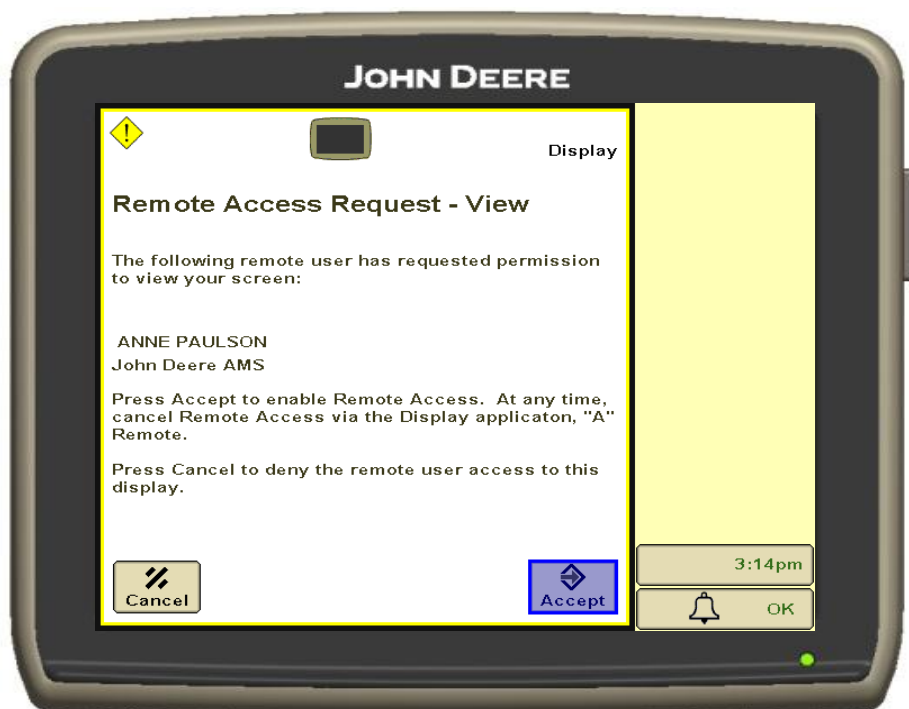 JOHN DEERE
Display
Remote Access Request - View
The following remote user has requested permission
to view your screen:
ANNE PAULSON
John Deere AMS
Press Accept to enable Remote Access.  At any time,
cancel Remote Access via the Display applicaton, "A"
Remote.
Press Cancel to deny the remote user access to this
display.
Cancel
Accept
3:14pm
OK